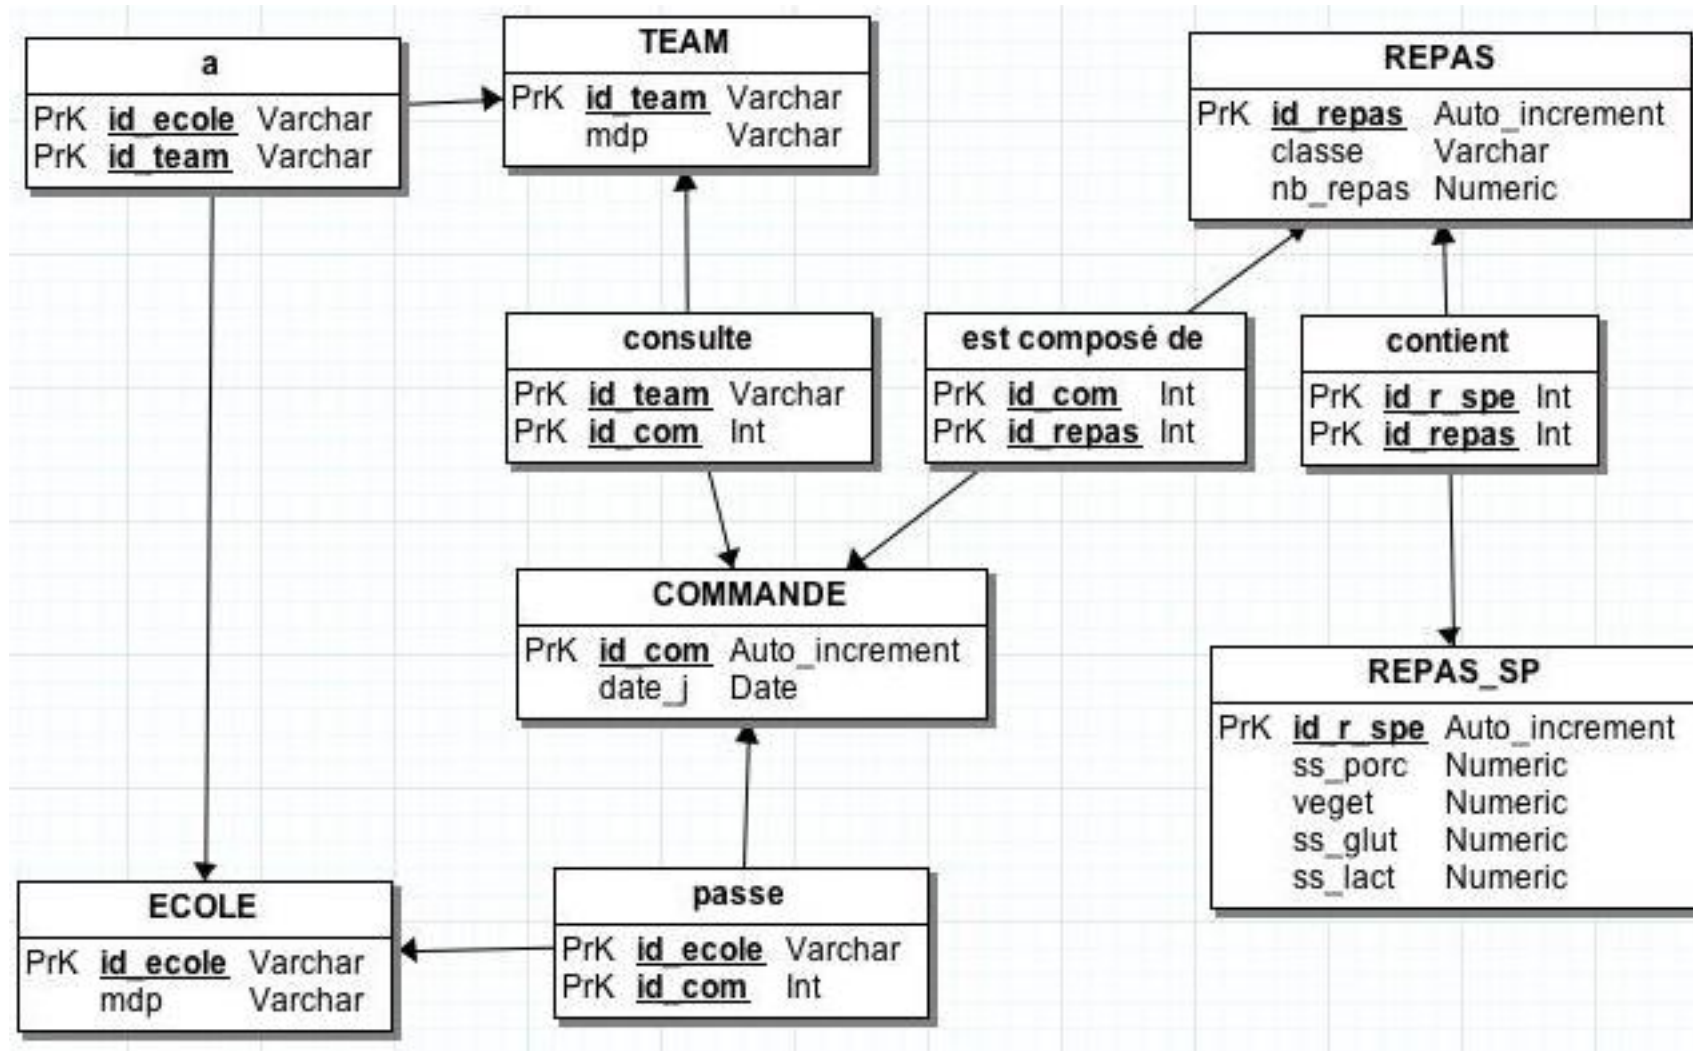 a
PrK id_ecole Varchar
PrK id_team Varchar
TEAM
PrK id_team Varchar
mdp Varchar
REPAS
PrK id_repas Auto_increment
classe Varchar
nb_repas Numeric
consulte
PrK id_team Varchar
PrK id_com Int
est composé de
PrK id_com Int
PrK id_repas Int
contient
PrK id_r_spe Int
PrK id_repas Int
COMMANDE
PrK id_com Auto_increment
date_j Date
REPAS_SP
PrK id_r_spe Auto_increment
ss_porc Numeric
veget Numeric
ss_glut Numeric
ss_lact Numeric
ECOLE
PrK id_ecole Varchar
mdp Varchar
passe
PrK id_ecole Varchar
PrK id_com Int